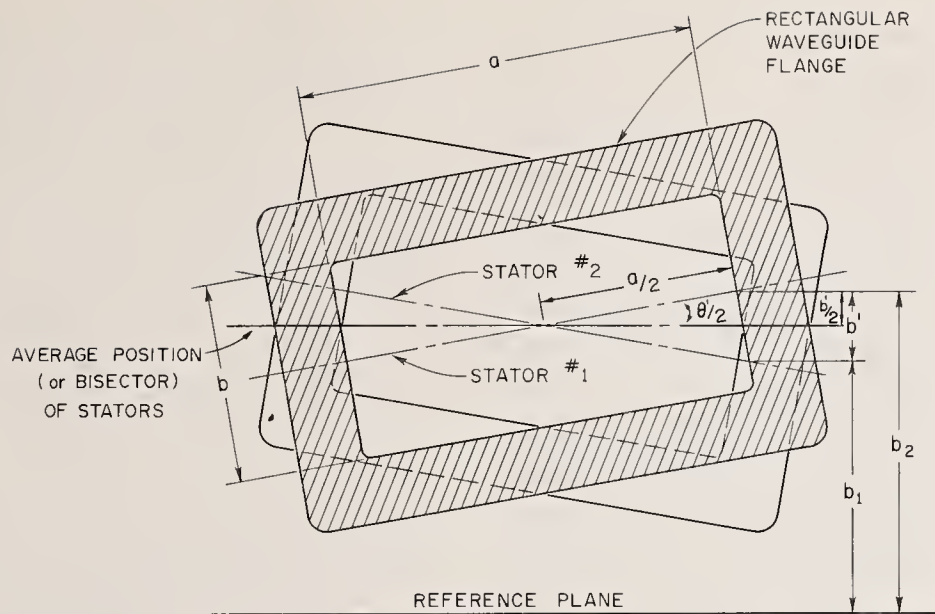 RECTANGULAR
WAVEGUIDE
FLANGE
a
STATOR #2
a/2
θ'/2
b'/2
b'
AVERAGE POSITION
(or BISECTOR)
OF STATORS
b
STATOR #1
b₂
b₁
REFERENCE PLANE